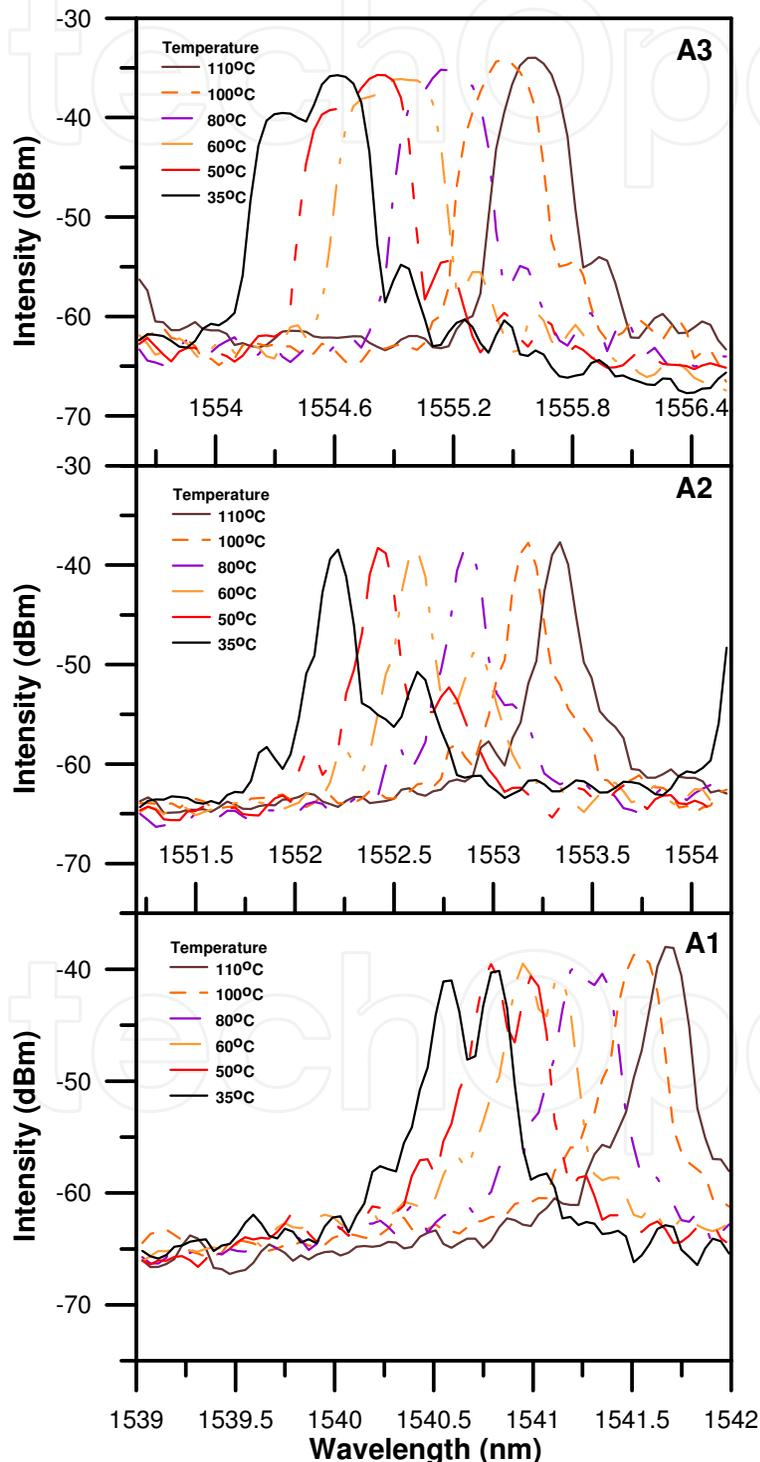 -30
A3
Temperature
110ºC
100ºC
80ºC
60ºC
50ºC
35ºC
-40
-50
-60
-70
Intensity (dBm)
1554 1554.6 1555.2 1555.8 1556.4
-30
A2
Temperature
110ºC
100ºC
80ºC
60ºC
50ºC
35ºC
-40
-50
-60
-70
Intensity (dBm)
1551.5 1552 1552.5 1553 1553.5 1554
A1
Temperature
110ºC
100ºC
80ºC
60ºC
50ºC
35ºC
-40
-50
-60
-70
Intensity (dBm)
1539 1539.5 1540 1540.5 1541 1541.5 1542
Wavelength (nm)